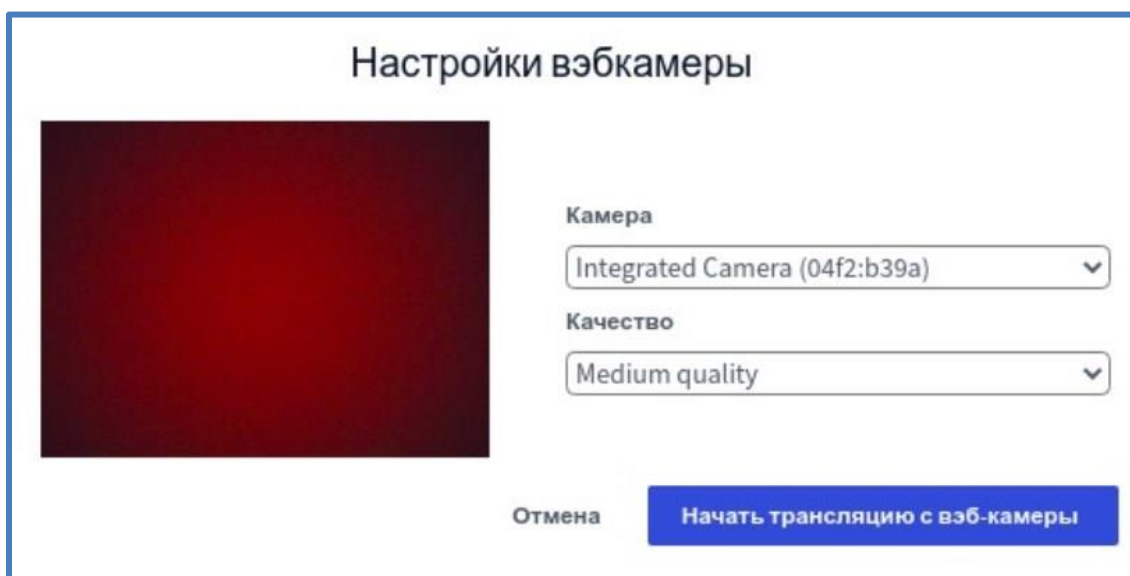 Настройки вэбкамеры
Камера
Integrated Camera (04f2:b39a)
Качество
Medium quality
Отмена
Начать трансляцию с вэб-камеры